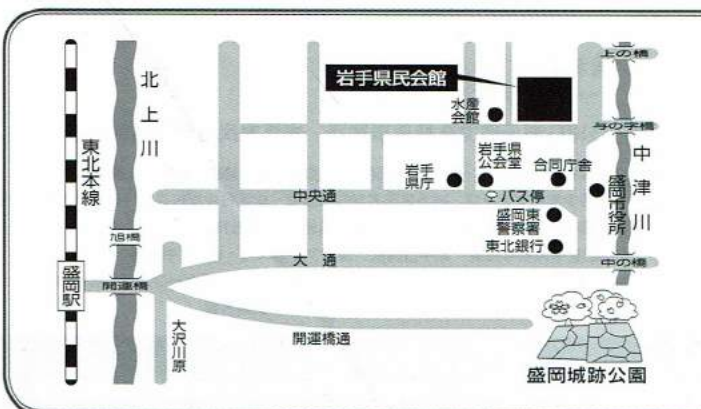 岩手県民会館
上の橋
北上川
水産
会館
与の字橋
東北本線
岩手県
公会堂
合同庁舎
中津川
岩手
県庁
中央通
バス停
盛岡市役所
盛岡東
警察署
旭橋
東北銀行
大通
中の橋
盛岡駅
開運橋
大沢川原
開運橋通
盛岡城跡公園